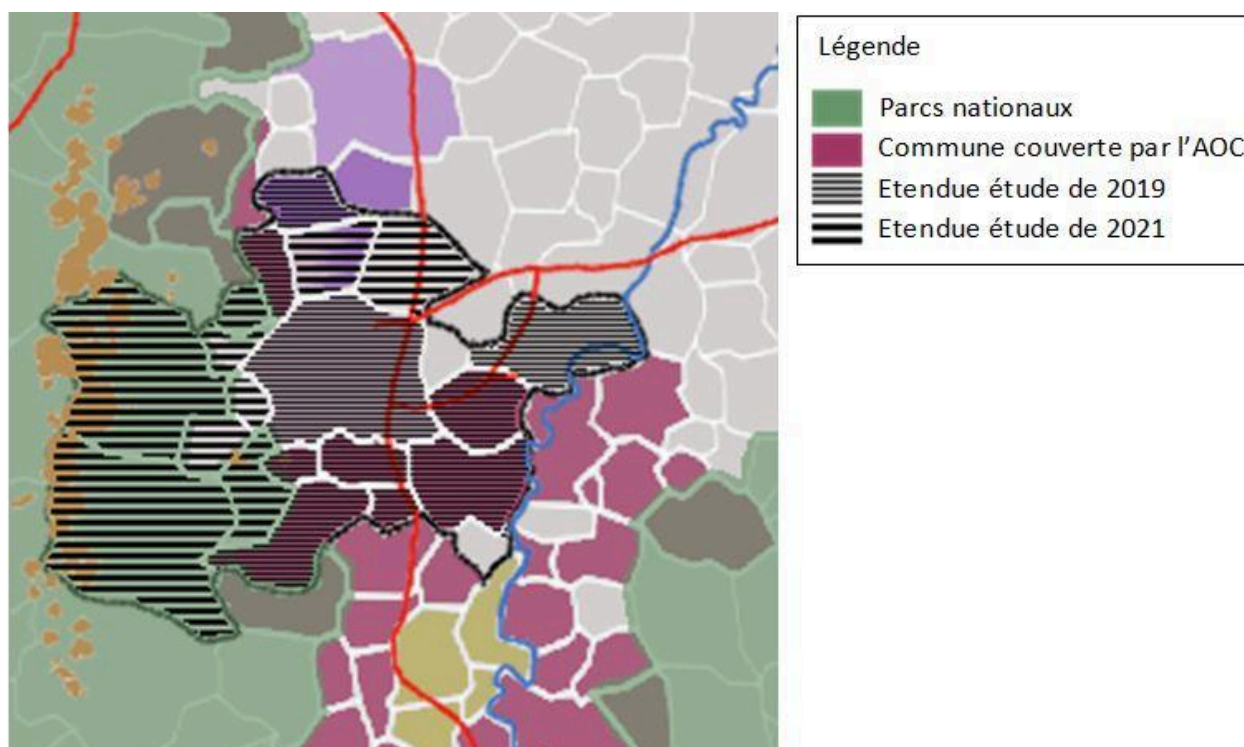 Légende
Parcs nationaux
Commune couverte par l'AOC
Etendue étude de 2019
Etendue étude de 2021